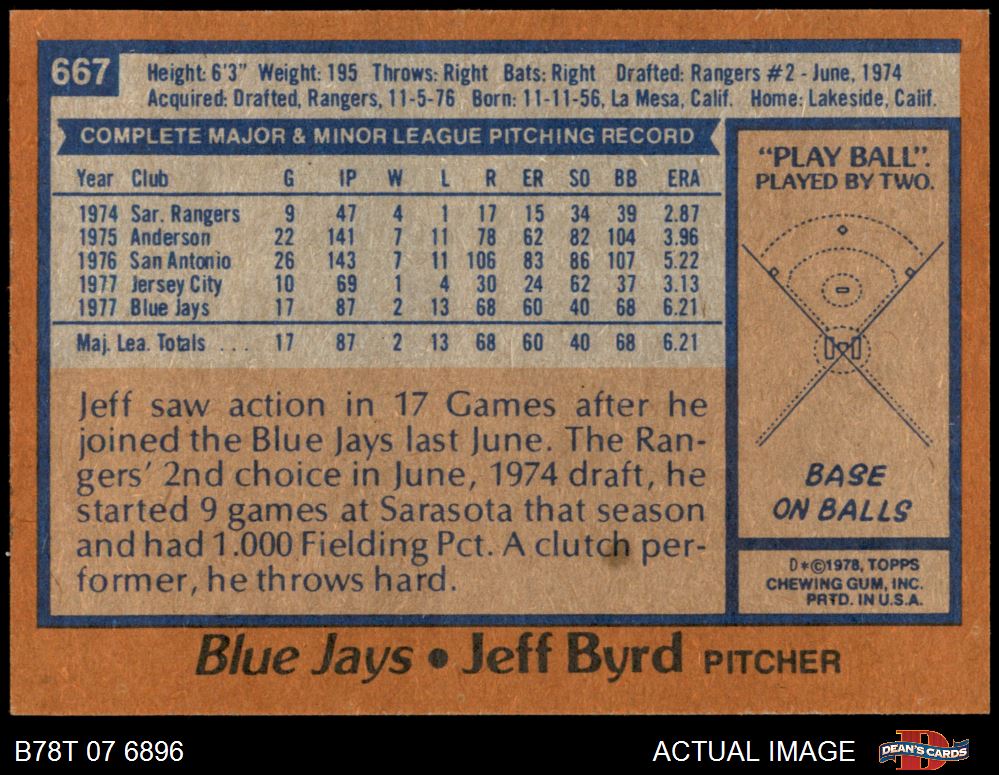 667
Height: 6'3" Weight: 195 Throws: Right Bats: Right Drafted: Rangers #2 - June, 1974
Acquired: Drafted, Rangers, 11-5-76 Born: 11-11-56, La Mesa, Calif. Home: Lakeside, Calif.
COMPLETE MAJOR & MINOR LEAGUE PITCHING RECORD
Year Club G IP W L R ER SO BB ERA
1974 Sar. Rangers 9 47 4 1 17 15 34 39 2.87
1975 Anderson 22 141 7 11 78 62 82 104 3.96
1976 San Antonio 26 143 7 11 106 83 86 107 5.22
1977 Jersey City 10 69 1 4 30 24 62 37 3.13
1977 Blue Jays 17 87 2 13 68 60 40 68 6.21
Maj. Lea. Totals ... 17 87 2 13 68 60 40 68 6.21
Jeff saw action in 17 Games after he
joined the Blue Jays last June. The Ran-
gers' 2nd choice in June, 1974 draft, he
started 9 games at Sarasota that season
and had 1.000 Fielding Pct. A clutch per-
former, he throws hard.
"PLAY BALL".
PLAYED BY TWO.
BASE
ON BALLS
D*©1978, TOPPS
CHEWING GUM, INC.
PRTD. IN U.S.A.
Blue Jays • Jeff Byrd PITCHER
B78T 07 6896
ACTUAL IMAGE
D
DEAN'S CARDS